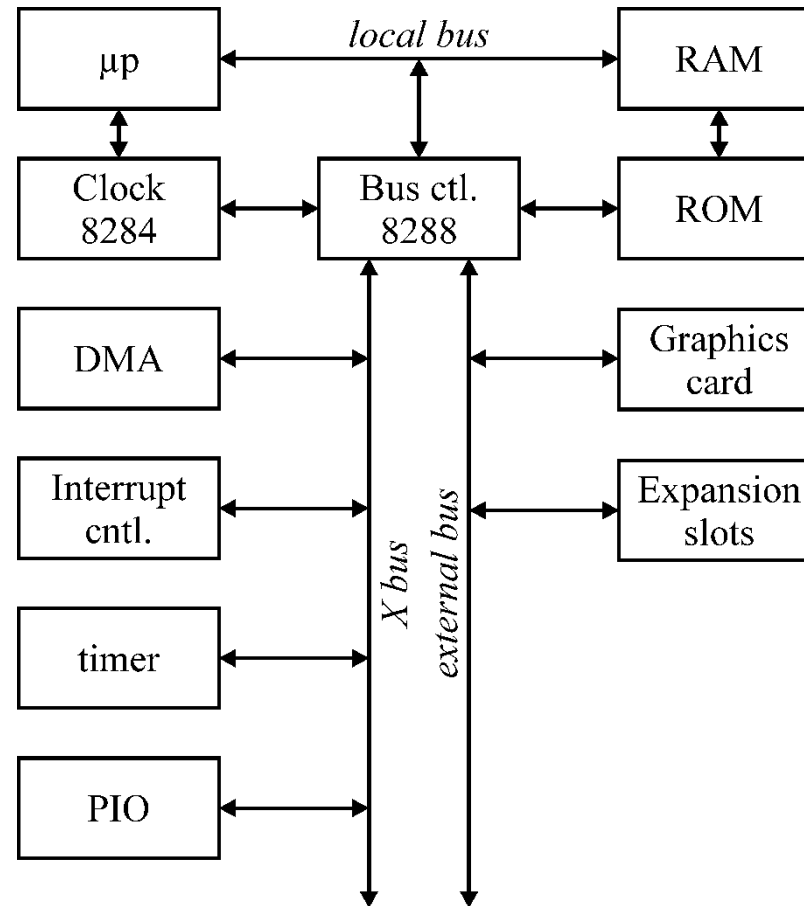 µp
local bus
RAM
Clock
8284
Bus ctl.
8288
ROM
DMA
Graphics
card
Interrupt
cntl.
X bus
external bus
Expansion
slots
timer
PIO